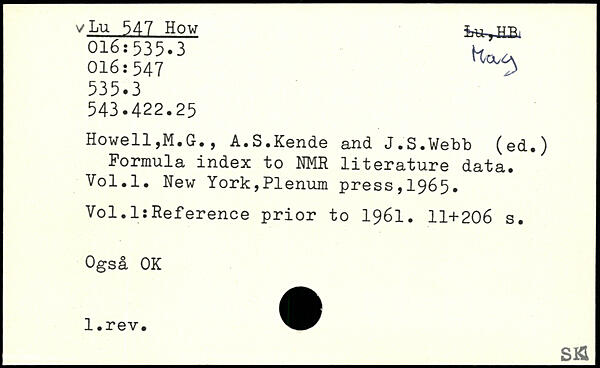 ✓ Lu 547 How
Lu,HB
Mag
016:535.3
016:547
535.3
543.422.25
Howell,M.G., A.S.Kende and J.S.Webb (ed.)
Formula index to NMR literature data.
Vol.1. New York,Plenum press,1965.
Vol.1:Reference prior to 1961. 11+206 s.
Også OK
1.rev.
SK